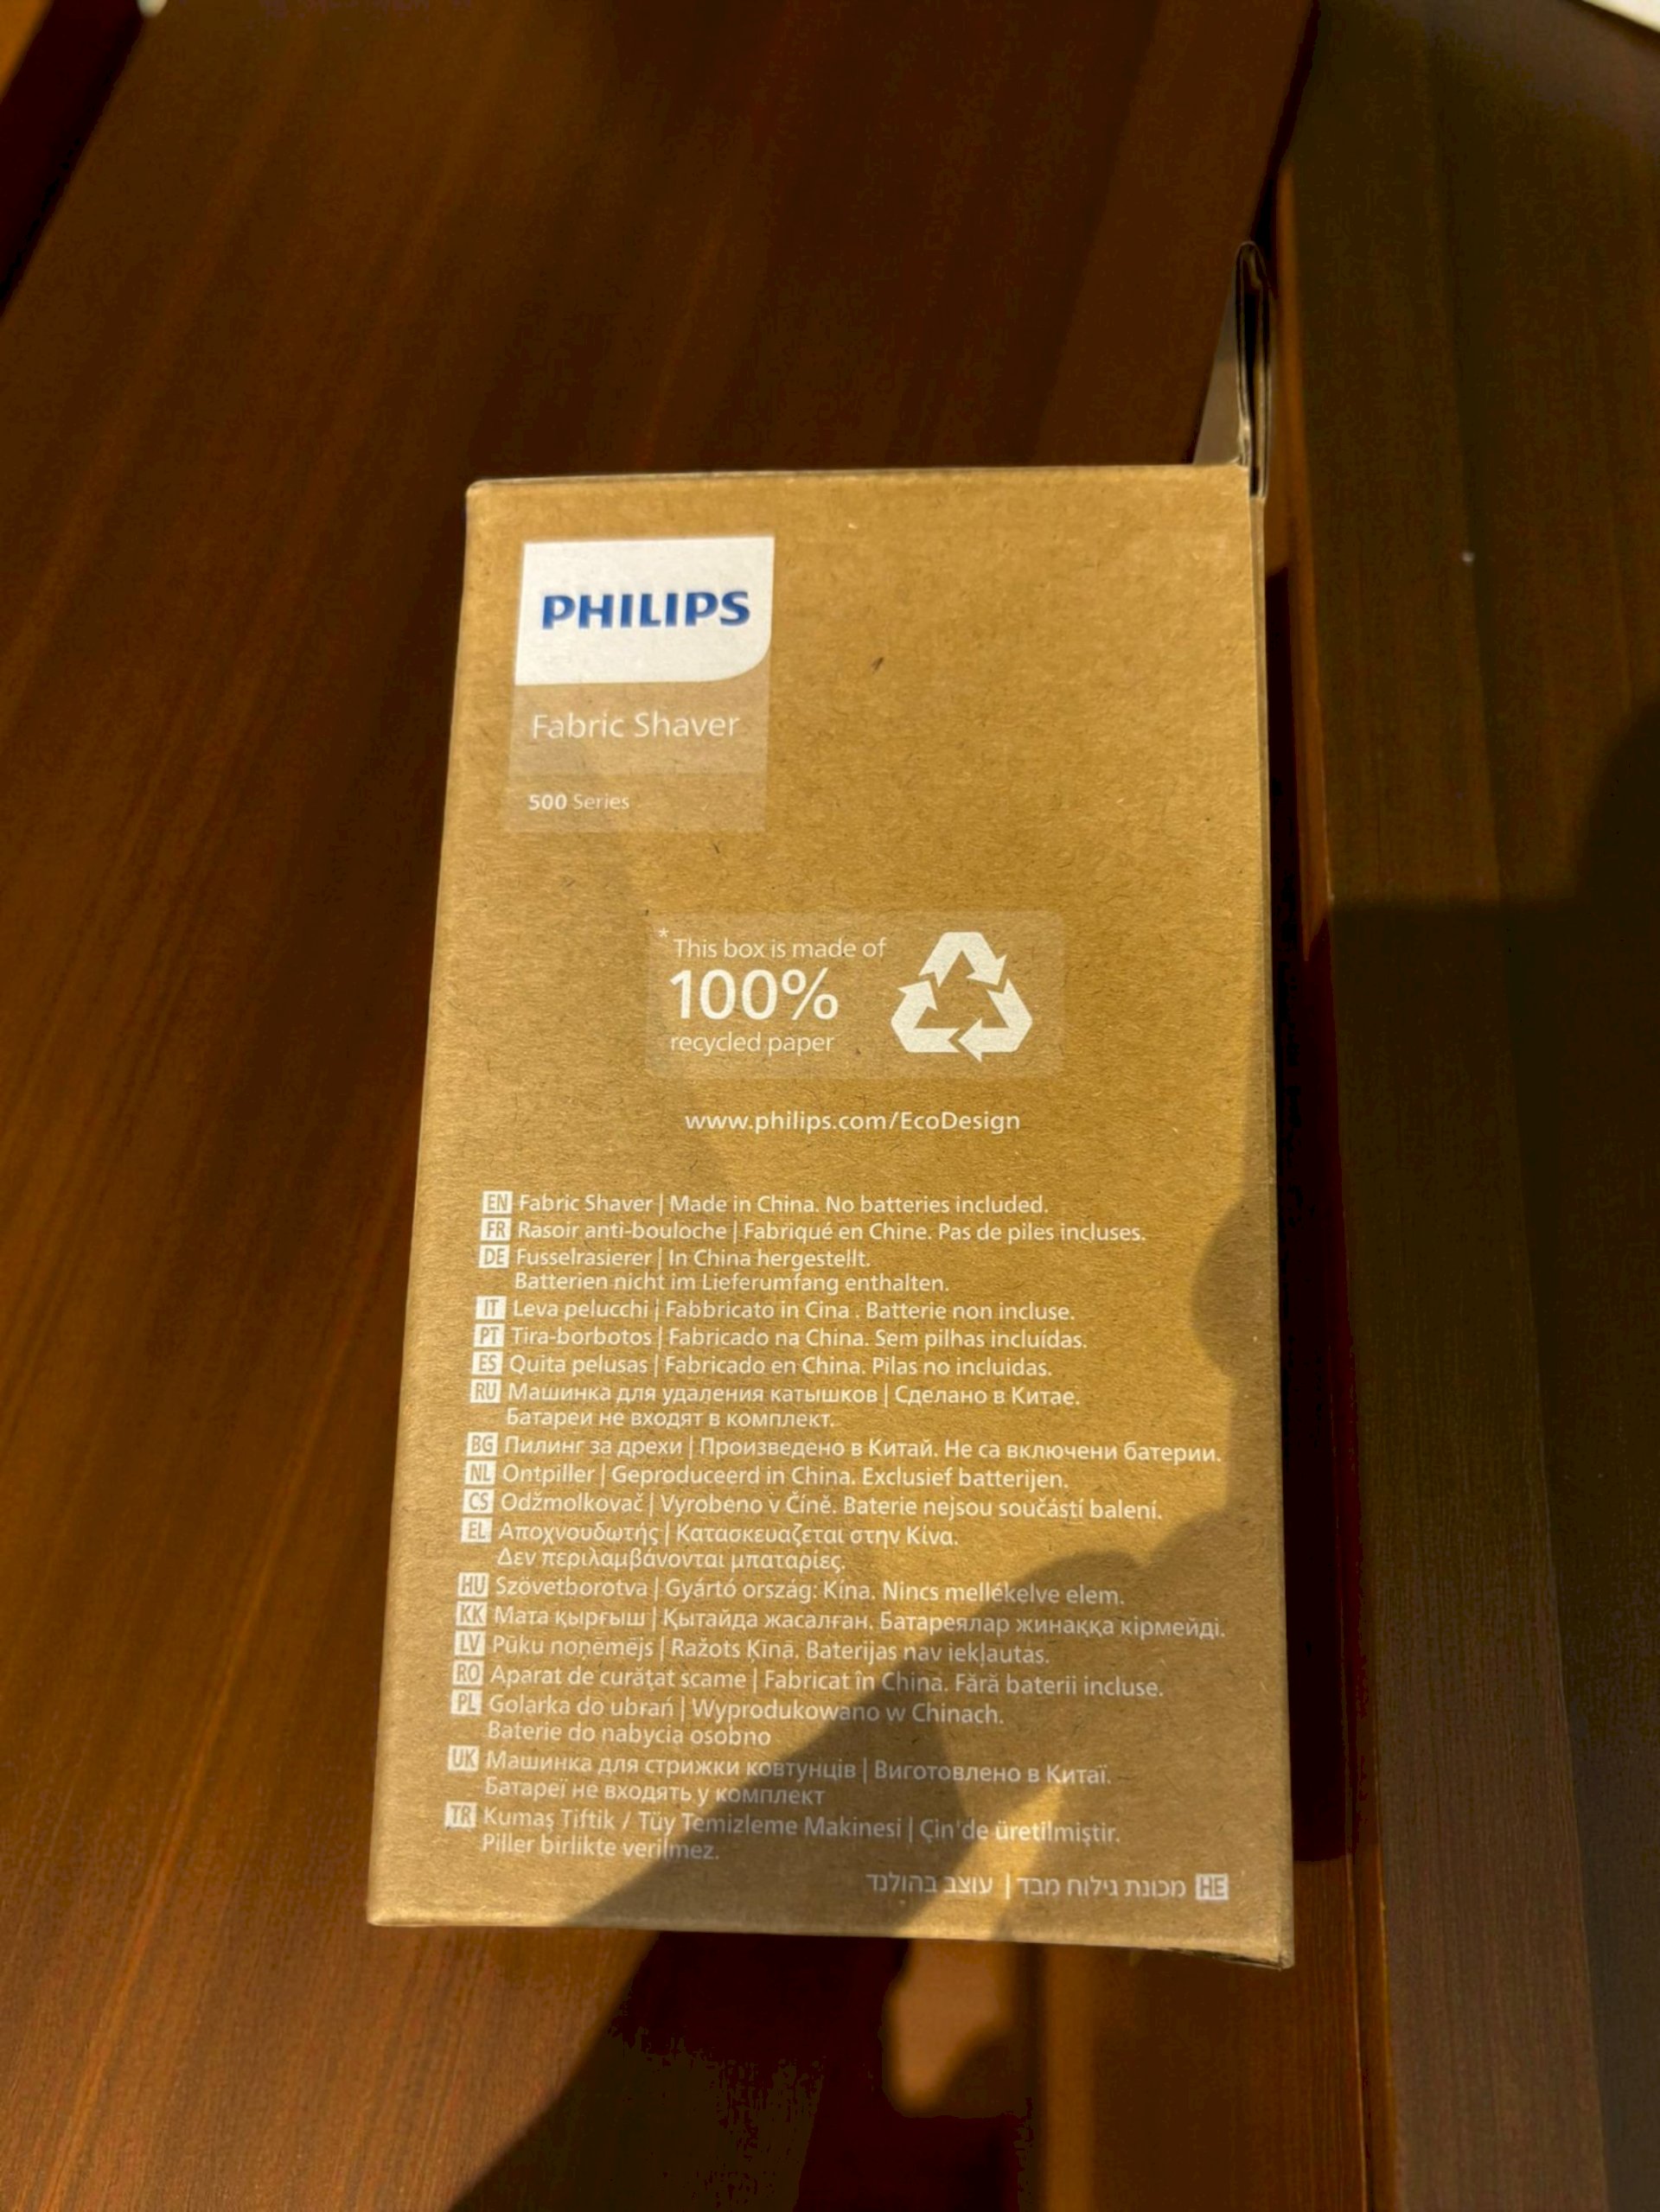 PHILIPS
Fabric Shaver
500 Series
* This box is made of
100%
recycled paper
www.philips.com/EcoDesign
EN Fabric Shaver | Made in China. No batteries included.
FR Rasoir anti-bouloche | Fabriqué en Chine. Pas de piles incluses.
DE Fusselrasierer | In China hergestellt.
Batterien nicht im Lieferumfang enthalten.
IT Leva pelucchi | Fabbricato in Cina . Batterie non incluse.
PT Tira-borbotos | Fabricado na China. Sem pilhas incluídas.
ES Quita pelusas | Fabricado en China. Pilas no incluidas.
RU Машинка для удаления катышков | Сделано в Китае.
Батареи не входят в комплект.
BG Пилинг за дрехи | Произведено в Китай. Не са включени батерии.
NL Ontpiller | Geproduceerd in China. Exclusief batterijen.
CS Odžmolkovač | Vyrobeno v Číně. Baterie nejsou součástí balení.
EL Αποχνουδωτής | Κατασκευαζεται στην Κίνα.
Δεν περιλαμβάνονται μπαταρίες.
HU Szövetborotva | Gyártó ország: Kína. Nincs mellékelve elem.
KK Мата қырғыш | Қытайда жасалған. Батареялар жинаққа кірмейді.
LV Pūku noņēmējs | Ražots Ķīnā. Baterijas nav iekļautas.
RO Aparat de curățat scame | Fabricat în China. Fără baterii incluse.
PL Golarka do ubrań | Wyprodukowano w Chinach.
Baterie do nabycia osobno
UK Машинка для стрижки ковтунців | Виготовлено в Китаї.
Батареї не входять у комплект
TR Kumaş Tiftik / Tüy Temizleme Makinesi | Çin'de üretilmiştir.
Piller birlikte verilmez.
HE מכונת גילוח מבד | עוצב בהולנד